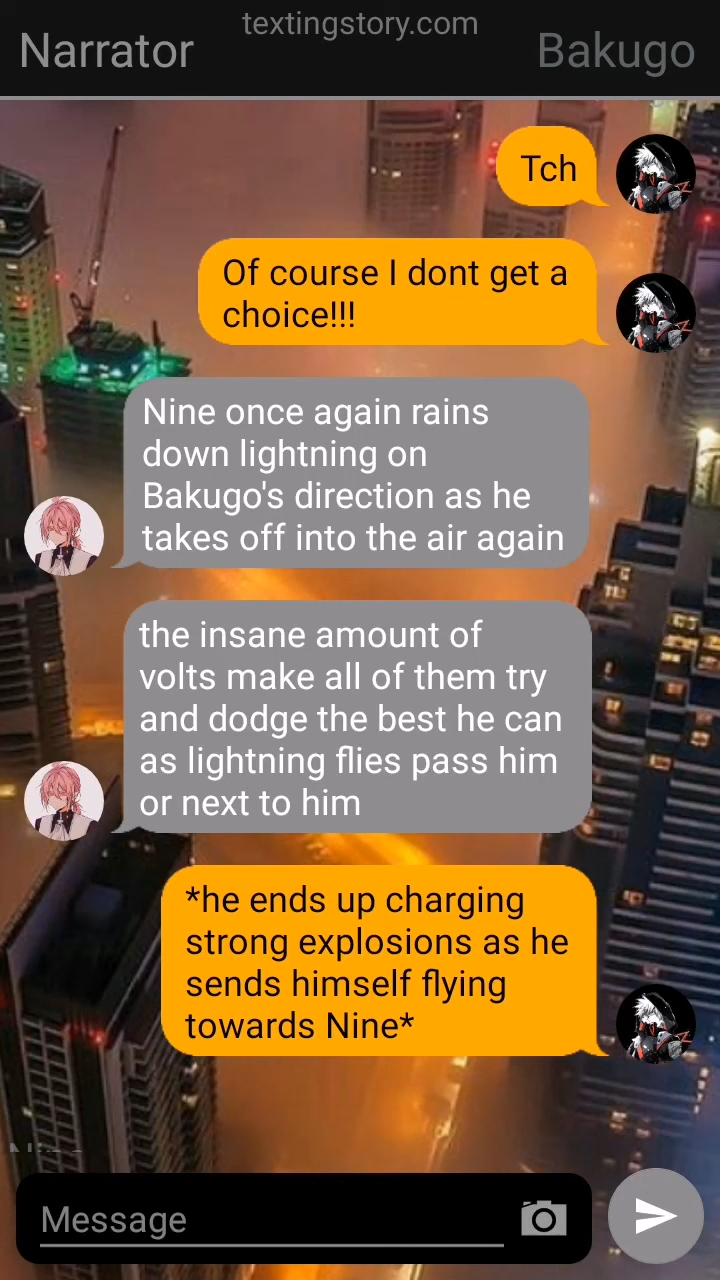 textingstory.com
Narrator
Bakugo
Tch
Of course I dont get a
choice!!!
Nine once again rains
down lightning on
Bakugo's direction as he
takes off into the air again
the insane amount of
volts make all of them try
and dodge the best he can
as lightning flies pass him
or next to him
*he ends up charging
strong explosions as he
sends himself flying
towards Nine*
Message